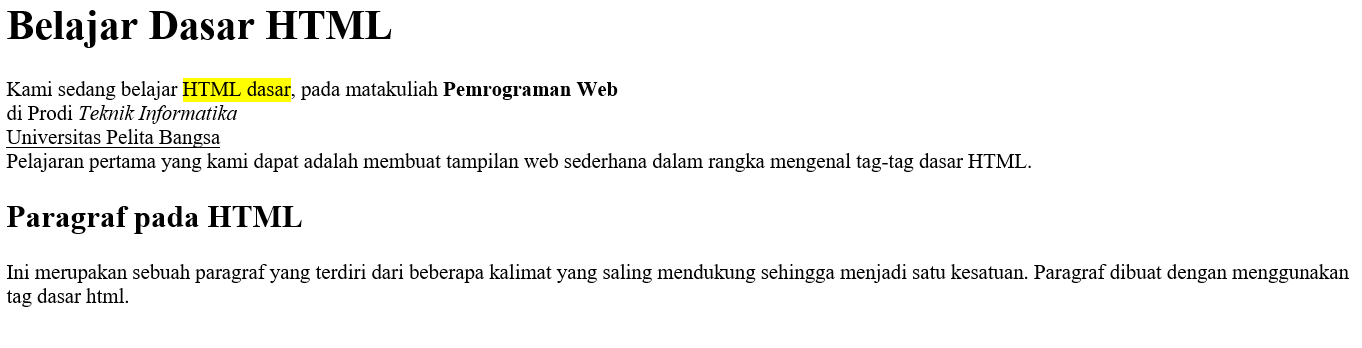 Belajar Dasar HTML
Kami sedang belajar HTML dasar, pada matakuliah Pemrograman Web
di Prodi Teknik Informatika
Universitas Pelita Bangsa
Pelajaran pertama yang kami dapat adalah membuat tampilan web sederhana dalam rangka mengenal tag-tag dasar HTML.
Paragraf pada HTML
Ini merupakan sebuah paragraf yang terdiri dari beberapa kalimat yang saling mendukung sehingga menjadi satu kesatuan. Paragraf dibuat dengan menggunakan
tag dasar html.